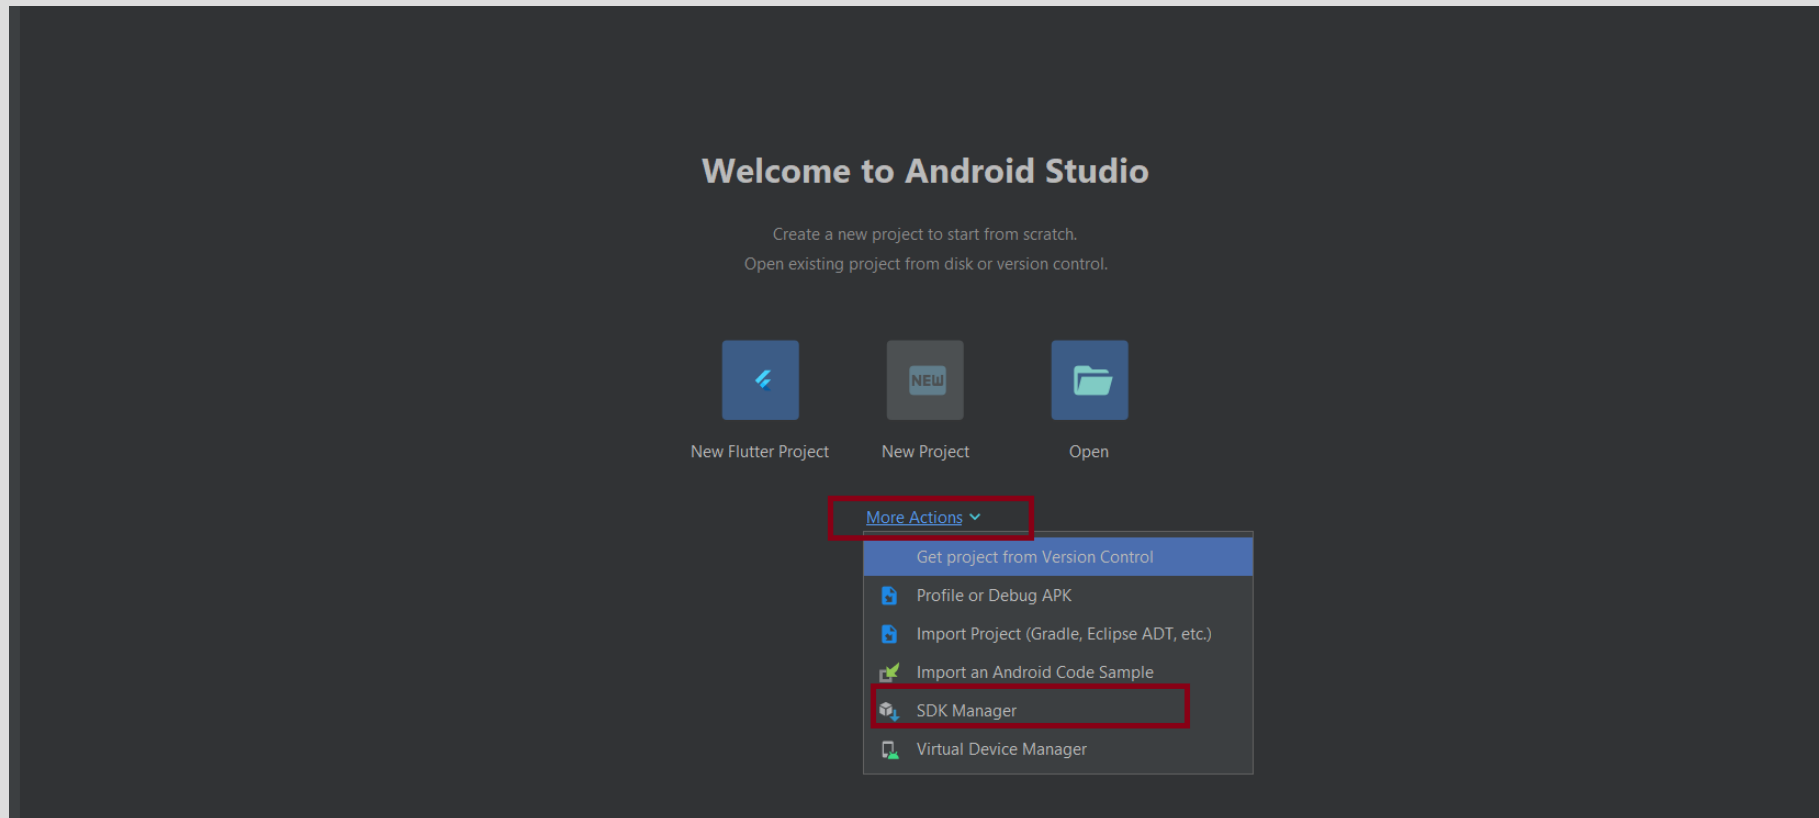 Welcome to Android Studio
Create a new project to start from scratch.
Open existing project from disk or version control.
NEW
New Flutter Project
New Project
Open
More Actions
Get project from Version Control
Profile or Debug APK
Import Project (Gradle, Eclipse ADT, etc.)
Import an Android Code Sample
SDK Manager
Virtual Device Manager